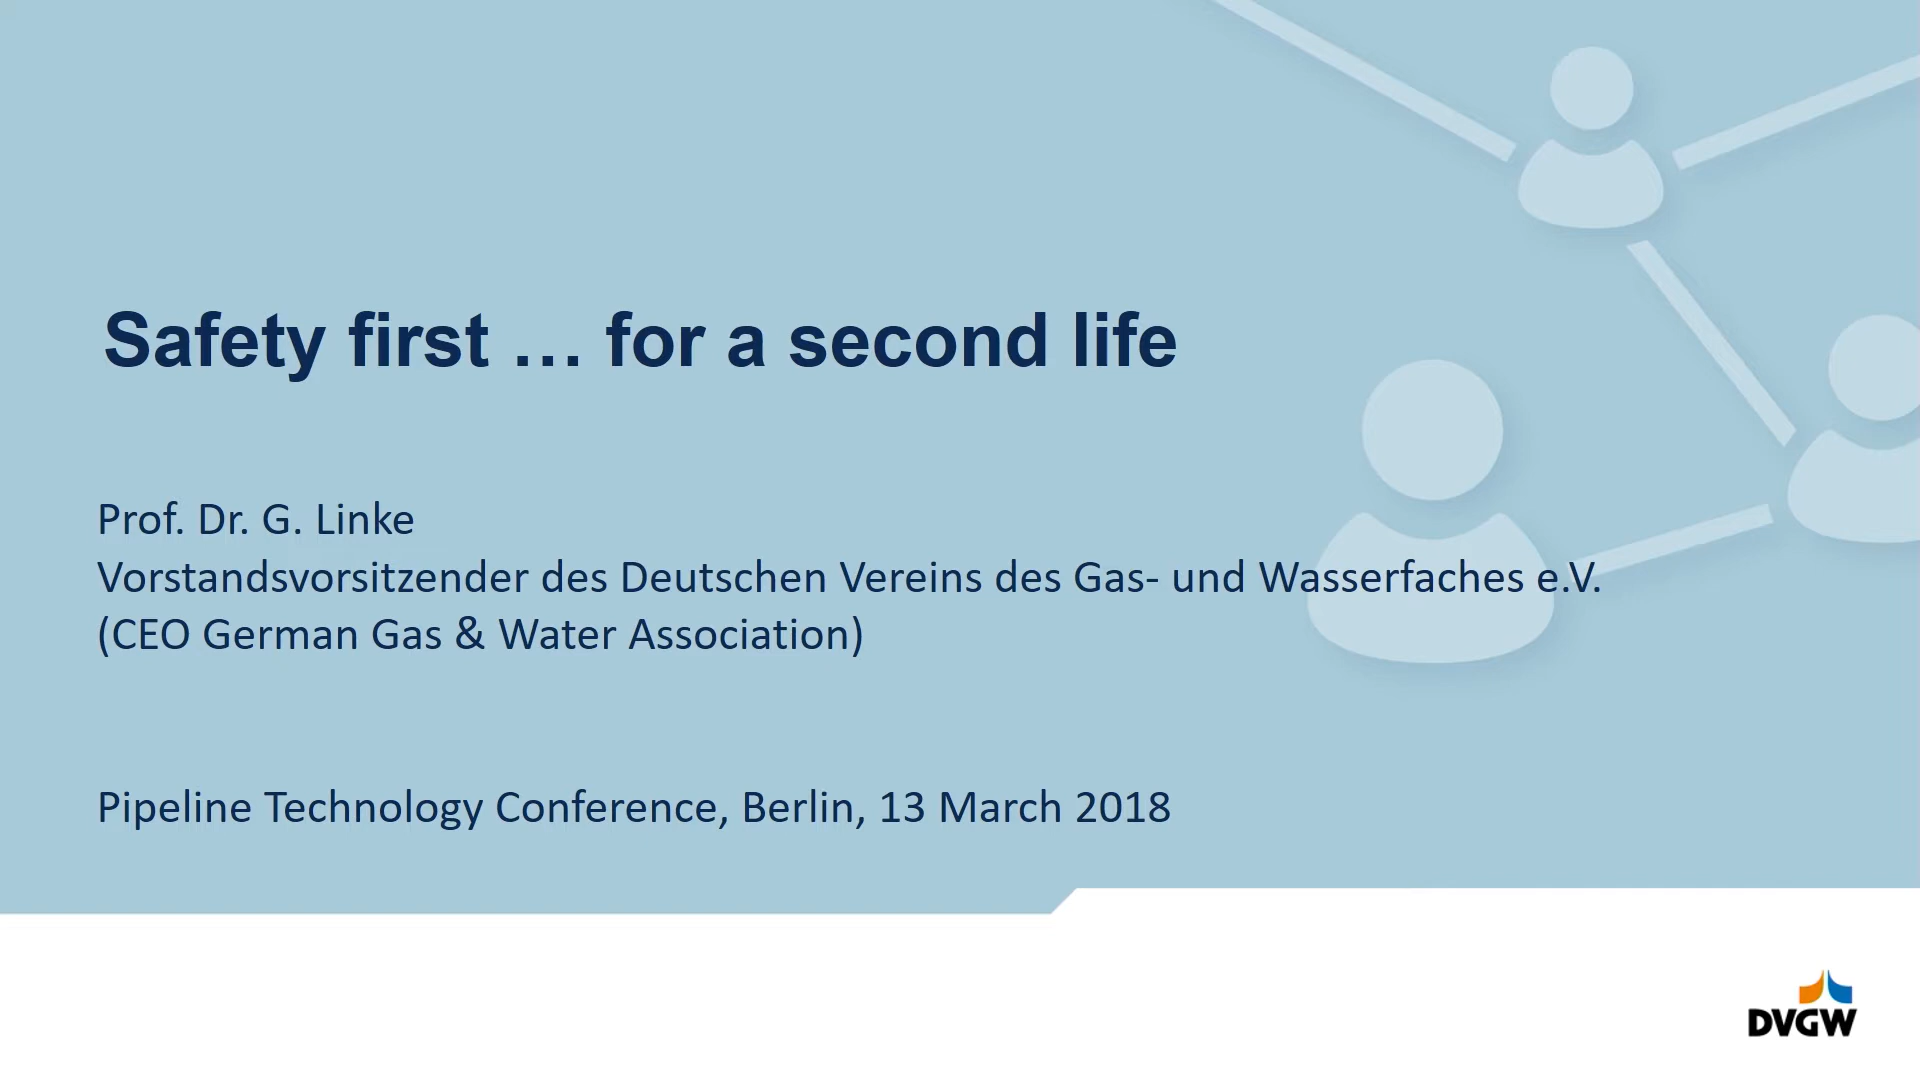 Safety first … for a second life
Prof. Dr. G. Linke
Vorstandsvorsitzender des Deutschen Vereins des Gas- und Wasserfaches e.V.
(CEO German Gas & Water Association)
Pipeline Technology Conference, Berlin, 13 March 2018
DVGW